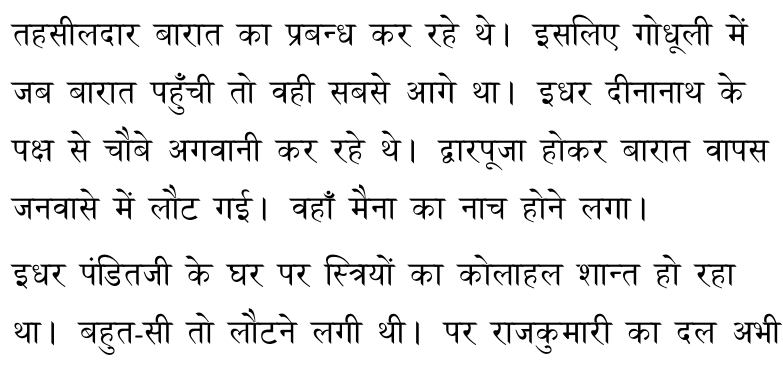 तहसीलदार बारात का प्रबन्ध कर रहे थे। इसलिए गोधूली में
जब बारात पहुँची तो वही सबसे आगे था। इधर दीनानाथ के
पक्ष से चौबे अगवानी कर रहे थे। द्वारपूजा होकर बारात वापस
जनवासे में लौट गई। वहाँ मैना का नाच होने लगा।
इधर पंडितजी के घर पर स्त्रियों का कोलाहल शान्त हो रहा
था। बहुत-सी तो लौटने लगी थी। पर राजकुमारी का दल अभी